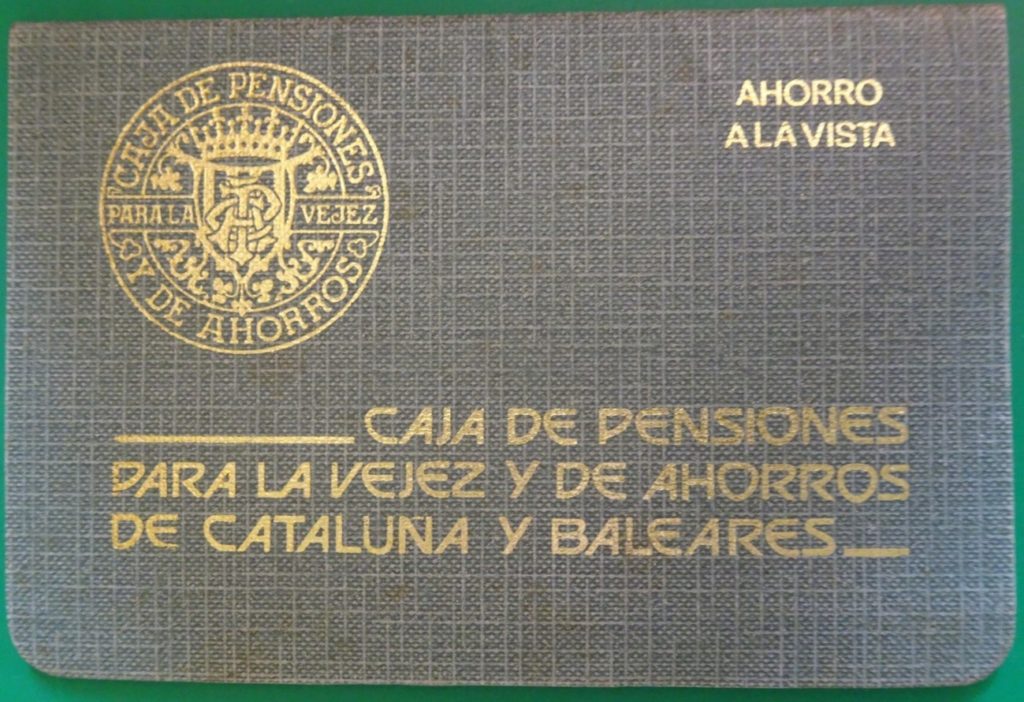 CAJA DE PENSIONES
PARA LA VEJEZ
Y DE AHORROS
AHORRO
A LA VISTA
CAJA DE PENSIONES
PARA LA VEJEZ Y DE AHORROS
DE CATALUÑA Y BALEARES